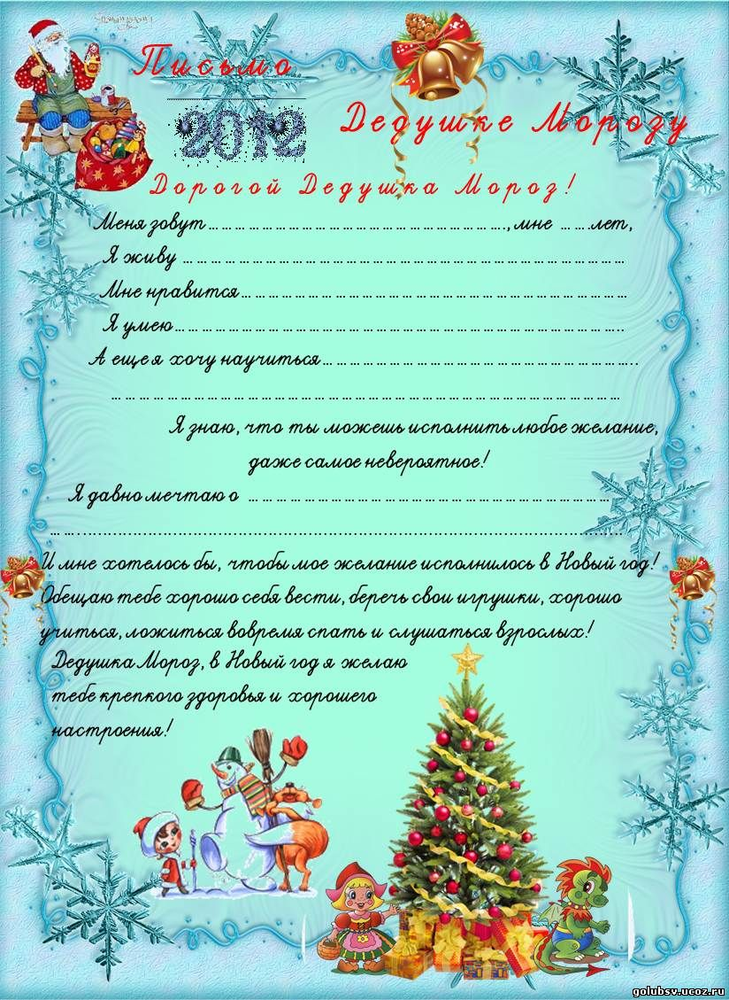 Письмо
2012
Дедушке Морозу
Дорогой Дедушка Мороз!
Меня зовут ……………………………………………………., мне …….лет,
Я живу …………………………………………………………………………
Мне нравится………………………………………………………………
Я умею…………………………………………………………………………..
А еще я хочу научиться…………………………………………………..
……………………………………………………………………………………
Я знаю, что ты можешь исполнить любое желание,
даже самое невероятное!
Я давно мечтаю о ……………………………………………………………
……..........................................................................................................
И мне хотелось бы, чтобы мое желание исполнилось в Новый год!
Обещаю тебе хорошо себя вести, беречь свои игрушки, хорошо
учиться, ложиться вовремя спать и слушаться взрослых!
Дедушка Мороз, в Новый год я желаю
тебе крепкого здоровья и хорошего
настроения!
golubsv.ucoz.ru